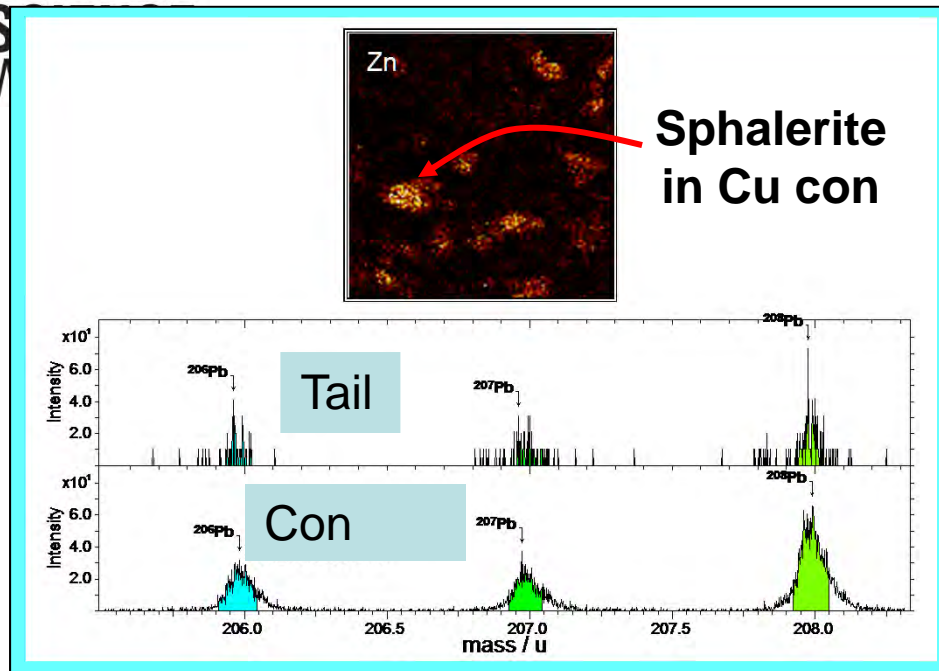 Zn
Sphalerite
in Cu con
x10¹
6.0
4.0
2.0
Intensity
²⁰⁶Pb
Tail
²⁰⁷Pb
²⁰⁸Pb
x10¹
6.0
4.0
2.0
Intensity
²⁰⁶Pb
Con
²⁰⁷Pb
²⁰⁸Pb
206.0 206.5 207.0 207.5 208.0
mass / u